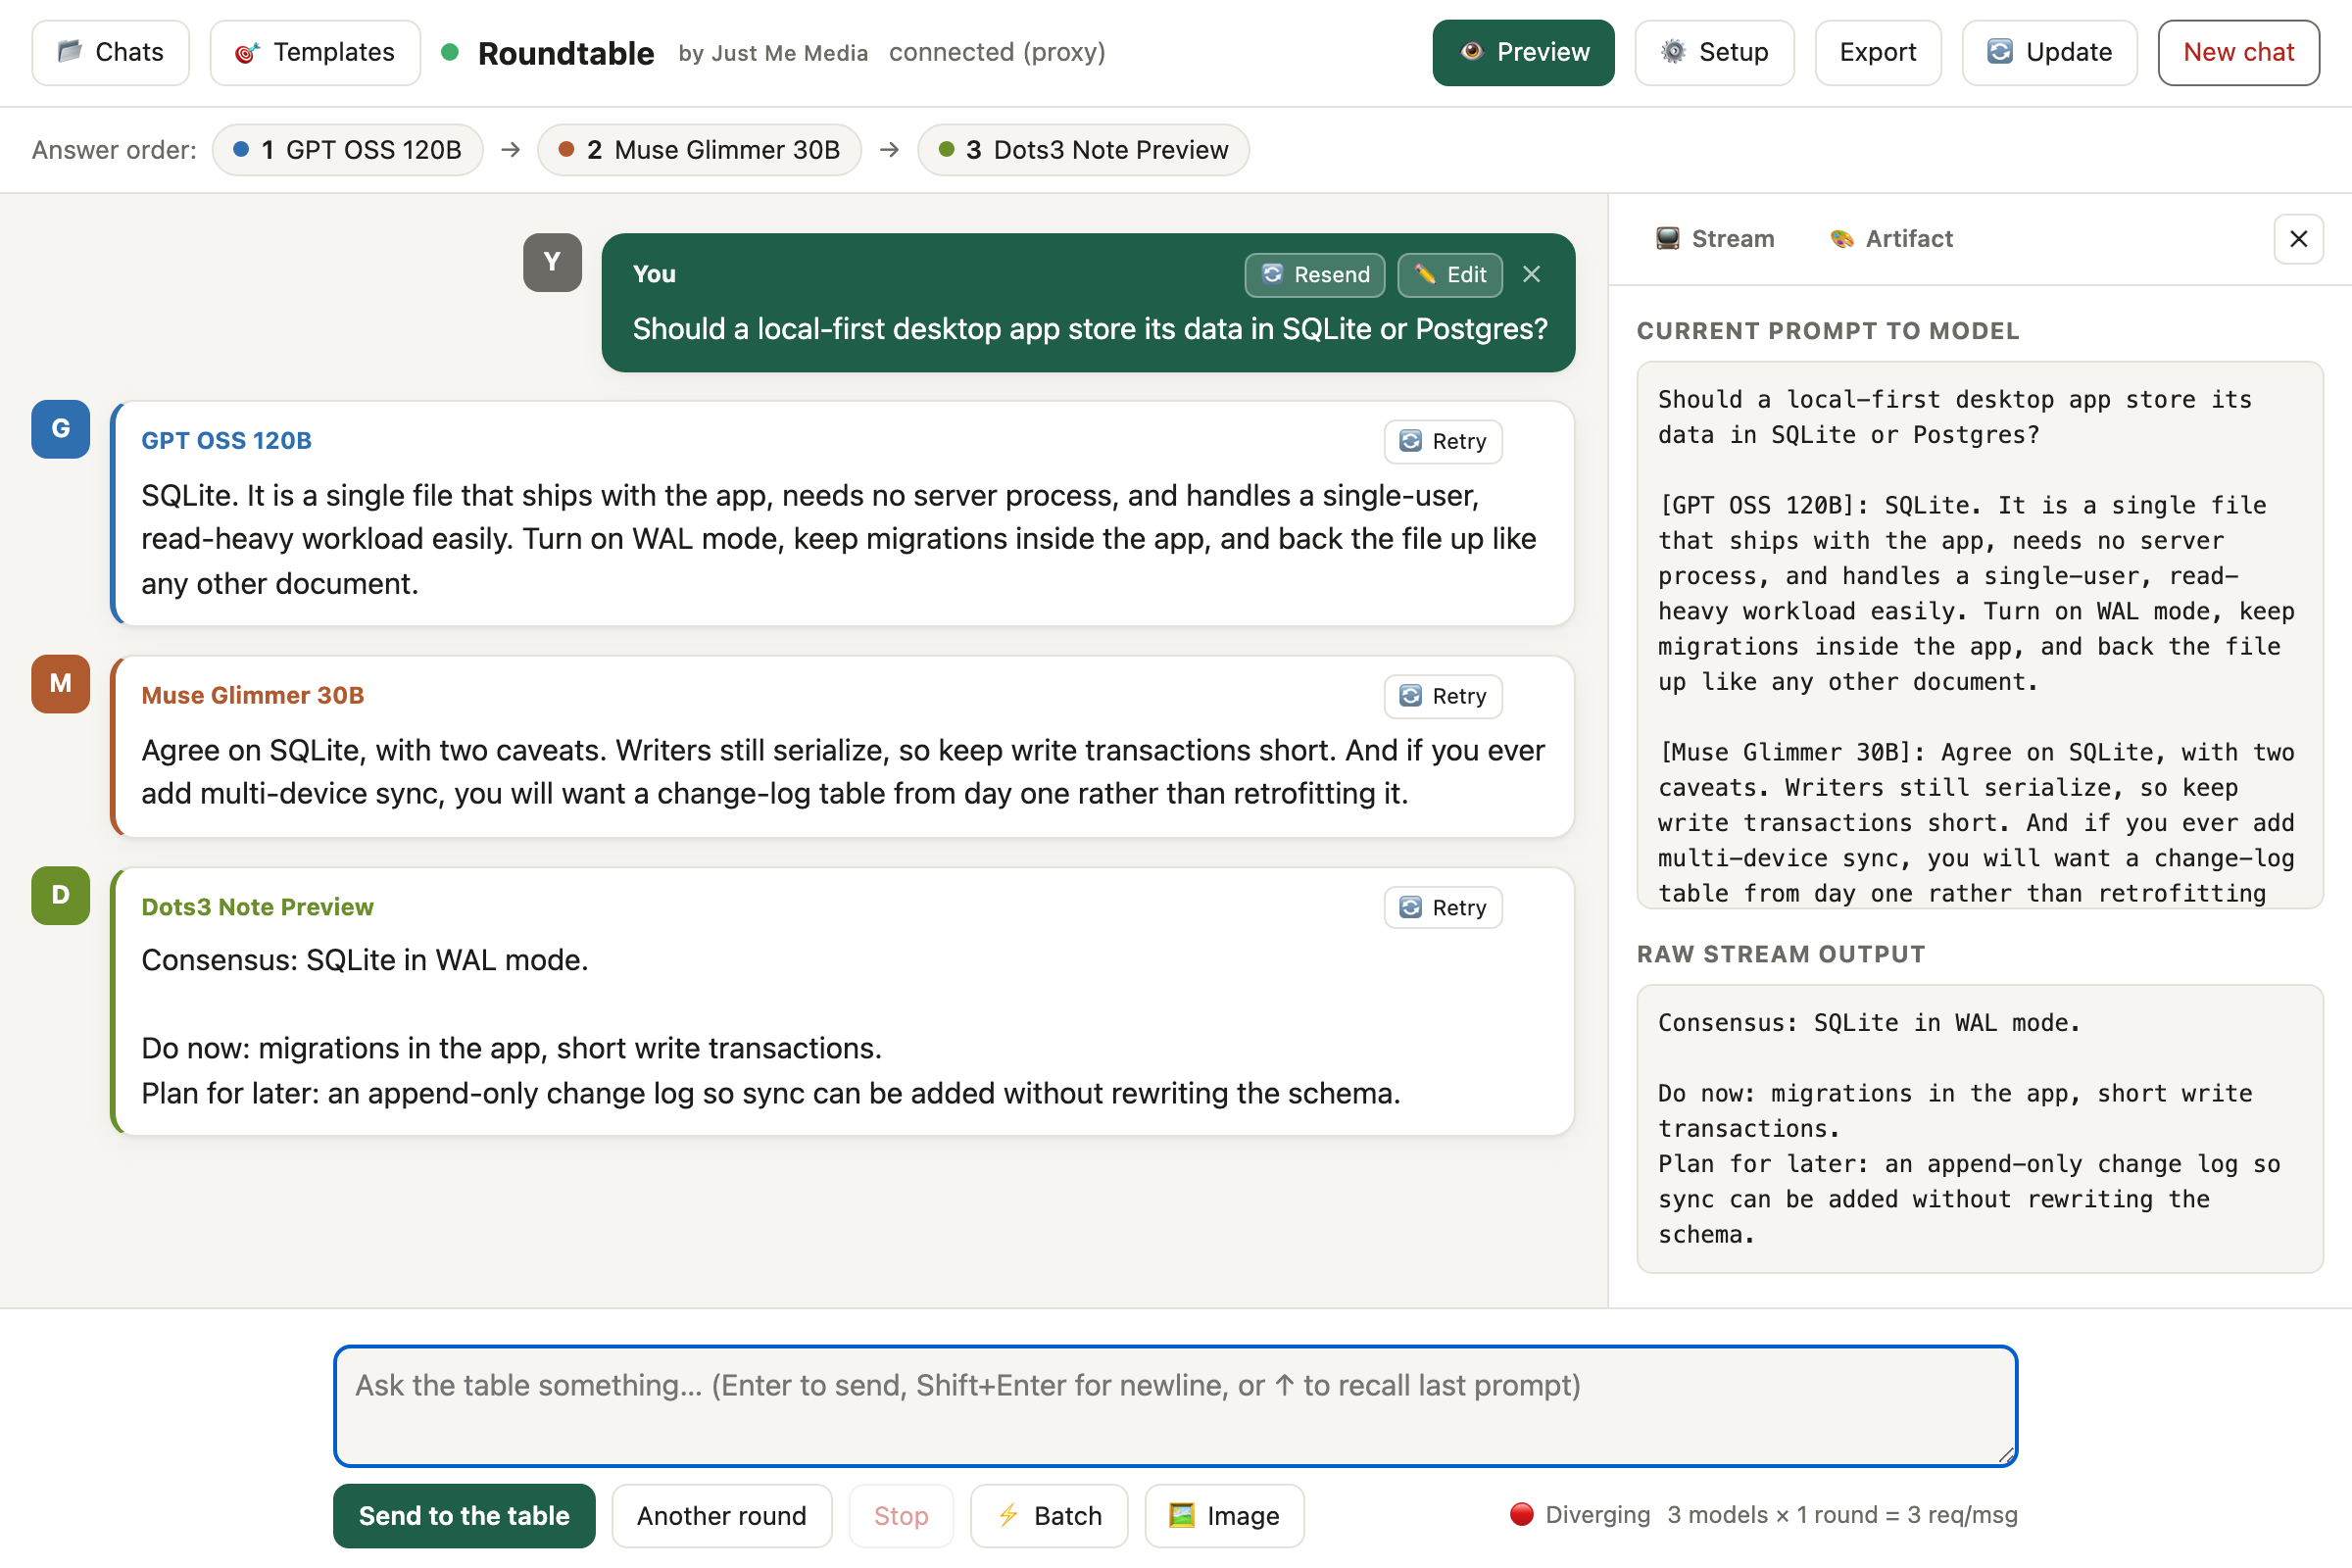 Chats
Templates
Roundtable by Just Me Media connected (proxy)
Preview
Setup
Export
Update
New chat
Answer order: 1 GPT OSS 120B → 2 Muse Glimmer 30B → 3 Dots3 Note Preview
Y
You
Resend
Edit
Should a local-first desktop app store its data in SQLite or Postgres?
G
GPT OSS 120B
Retry
SQLite. It is a single file that ships with the app, needs no server process, and handles a single-user,
read-heavy workload easily. Turn on WAL mode, keep migrations inside the app, and back the file up like
any other document.
M
Muse Glimmer 30B
Retry
Agree on SQLite, with two caveats. Writers still serialize, so keep write transactions short. And if you ever
add multi-device sync, you will want a change-log table from day one rather than retrofitting it.
D
Dots3 Note Preview
Retry
Consensus: SQLite in WAL mode.
Do now: migrations in the app, short write transactions.
Plan for later: an append-only change log so sync can be added without rewriting the schema.
Stream
Artifact
CURRENT PROMPT TO MODEL
Should a local-first desktop app store its
data in SQLite or Postgres?
[GPT OSS 120B]: SQLite. It is a single file
that ships with the app, needs no server
process, and handles a single-user, read-
heavy workload easily. Turn on WAL mode, keep
migrations inside the app, and back the file
up like any other document.
[Muse Glimmer 30B]: Agree on SQLite, with two
caveats. Writers still serialize, so keep
write transactions short. And if you ever add
multi-device sync, you will want a change-log
table from day one rather than retrofitting
RAW STREAM OUTPUT
Consensus: SQLite in WAL mode.
Do now: migrations in the app, short write
transactions.
Plan for later: an append-only change log so
sync can be added without rewriting the
schema.
Ask the table something... (Enter to send, Shift+Enter for newline, or ↑ to recall last prompt)
Send to the table
Another round
Stop
Batch
Image
Diverging 3 models × 1 round = 3 req/msg